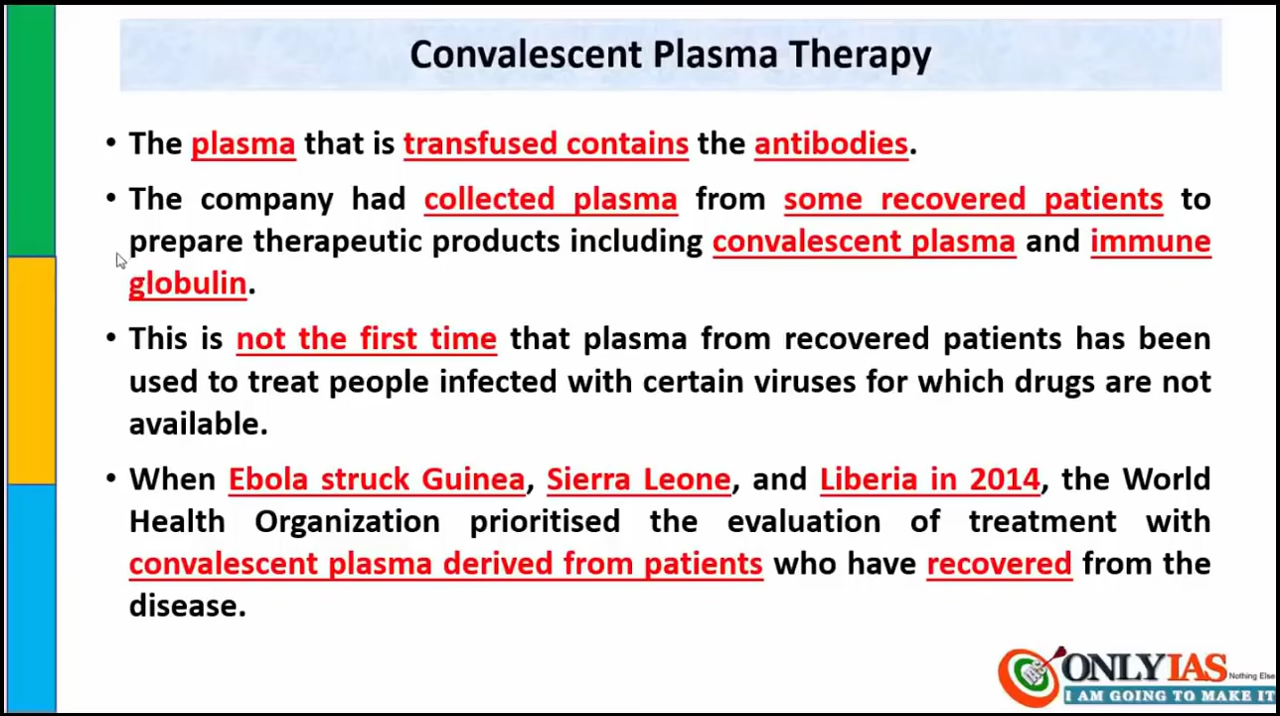 Convalescent Plasma Therapy
• The plasma that is transfused contains the antibodies.
• The company had collected plasma from some recovered patients to
prepare therapeutic products including convalescent plasma and immune
globulin.
• This is not the first time that plasma from recovered patients has been
used to treat people infected with certain viruses for which drugs are not
available.
• When Ebola struck Guinea, Sierra Leone, and Liberia in 2014, the World
Health Organization prioritised the evaluation of treatment with
convalescent plasma derived from patients who have recovered from the
disease.
ONLYIAS Nothing Else
I AM GOING TO MAKE IT